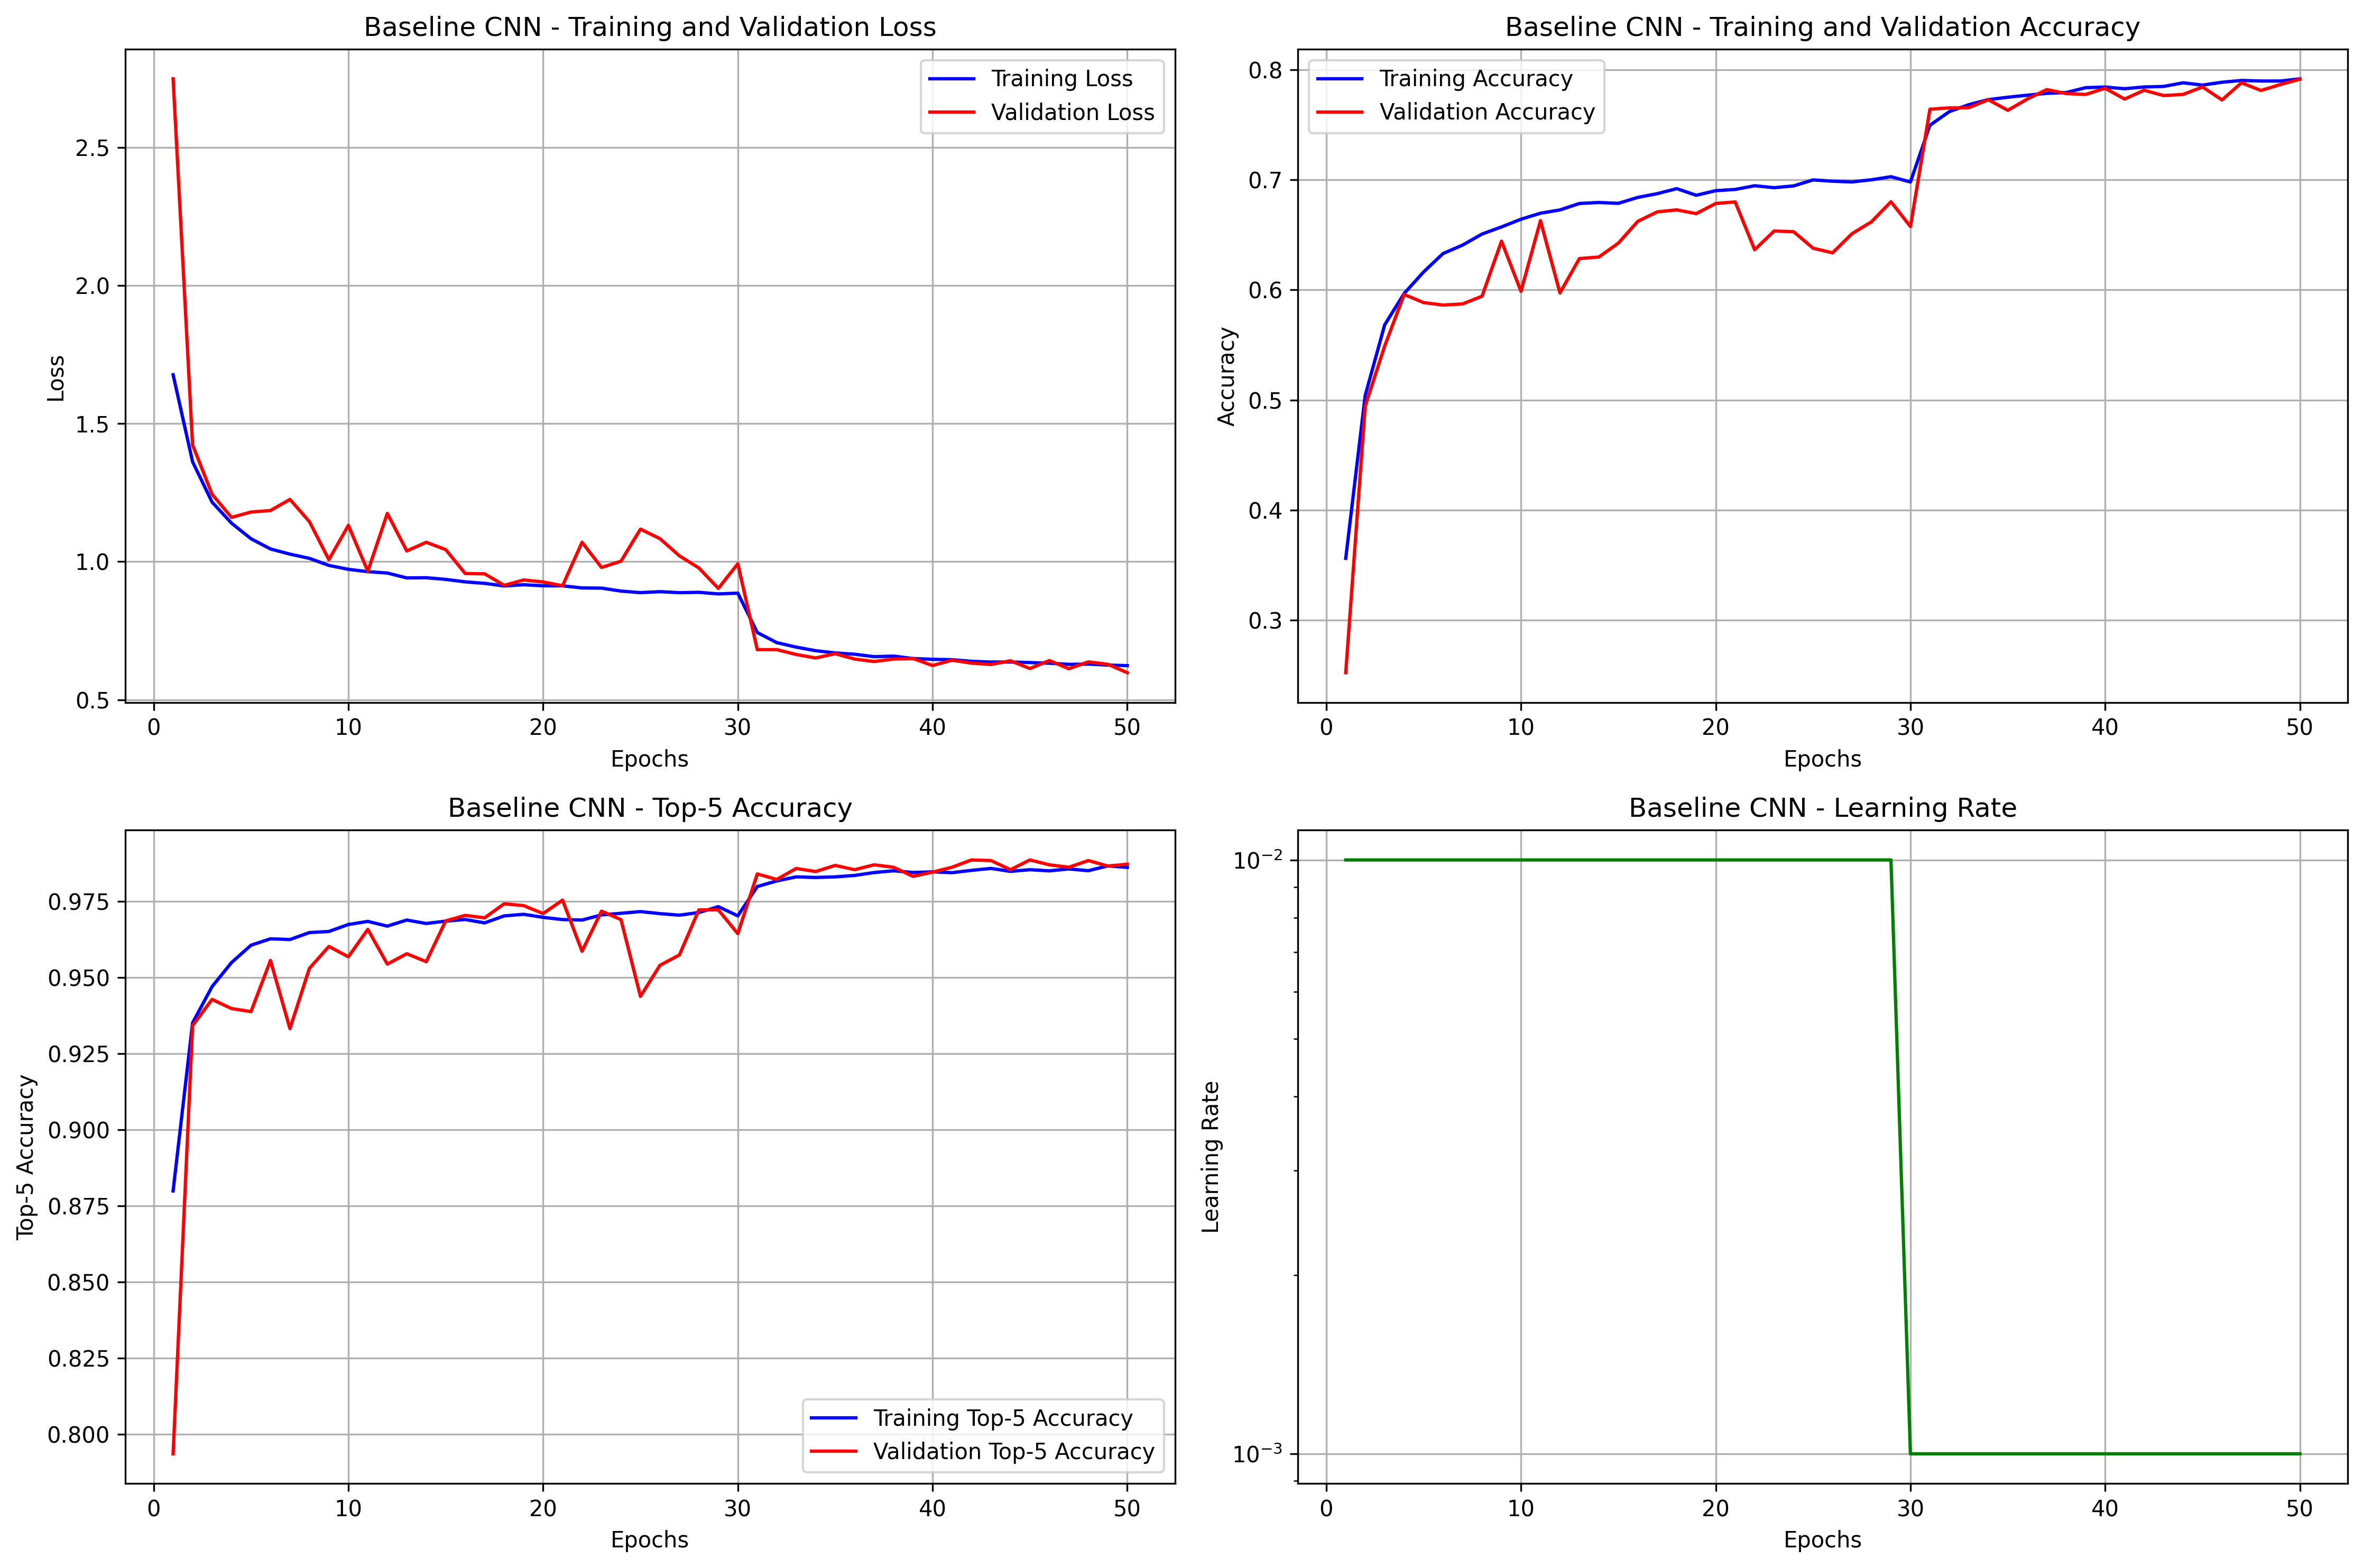 Baseline CNN - Training and Validation Loss
Training Loss
Validation Loss
2.5
2.0
1.5
1.0
0.5
Loss
0 10 20 30 40 50
Epochs
Baseline CNN - Training and Validation Accuracy
Training Accuracy
Validation Accuracy
0.8
0.7
0.6
0.5
0.4
0.3
Accuracy
0 10 20 30 40 50
Epochs
Baseline CNN - Top-5 Accuracy
0.975
0.950
0.925
0.900
0.875
0.850
0.825
0.800
Top-5 Accuracy
Training Top-5 Accuracy
Validation Top-5 Accuracy
0 10 20 30 40 50
Epochs
Baseline CNN - Learning Rate
10⁻²
10⁻³
Learning Rate
0 10 20 30 40 50
Epochs